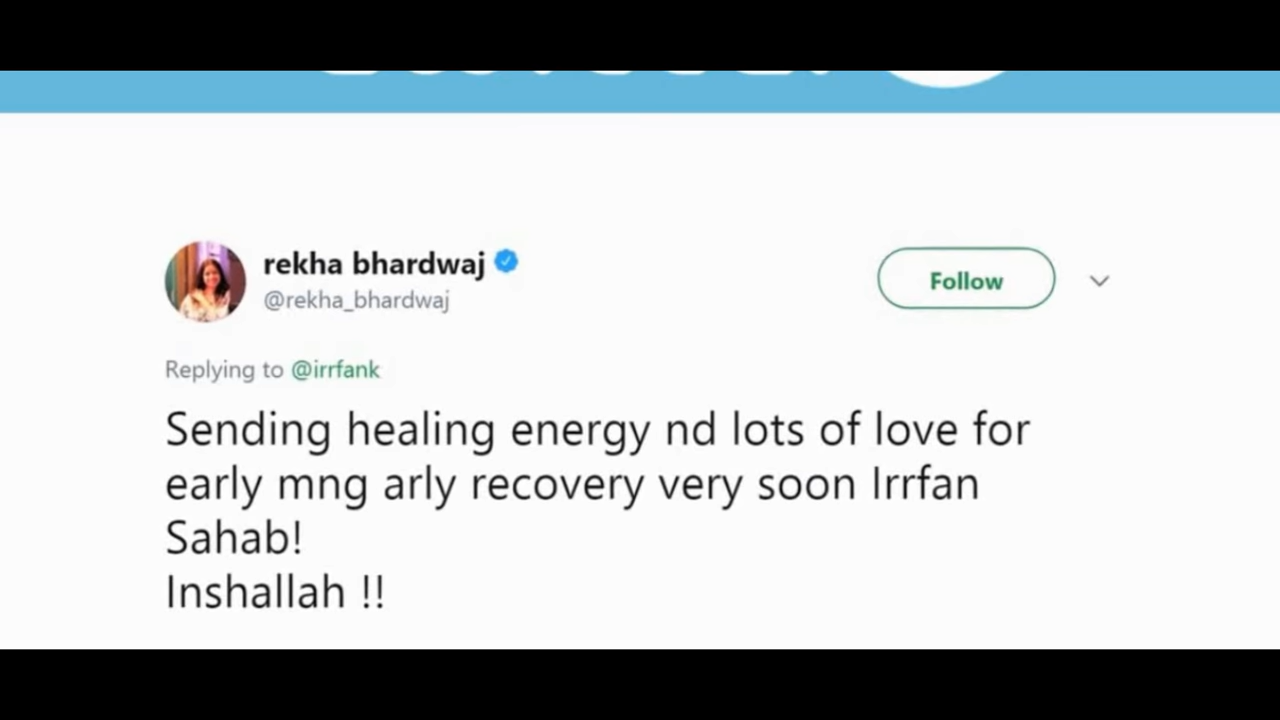 rekha bhardwaj
@rekha_bhardwaj
Follow
Replying to @irrfank
Sending healing energy nd lots of love for
early mng arly recovery very soon Irrfan
Sahab!
Inshallah !!